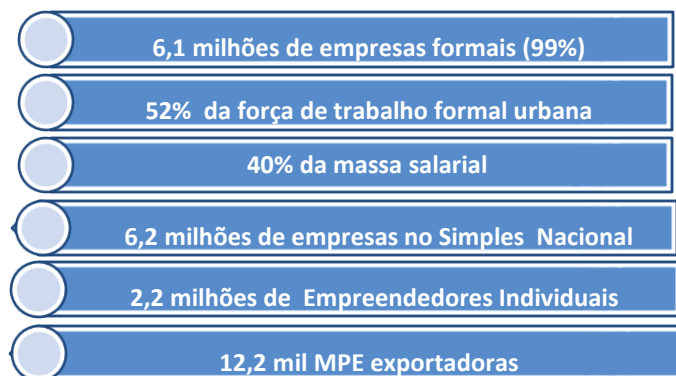 6,1 milhões de empresas formais (99%)
52% da força de trabalho formal urbana
40% da massa salarial
6,2 milhões de empresas no Simples Nacional
2,2 milhões de Empreendedores Individuais
12,2 mil MPE exportadoras